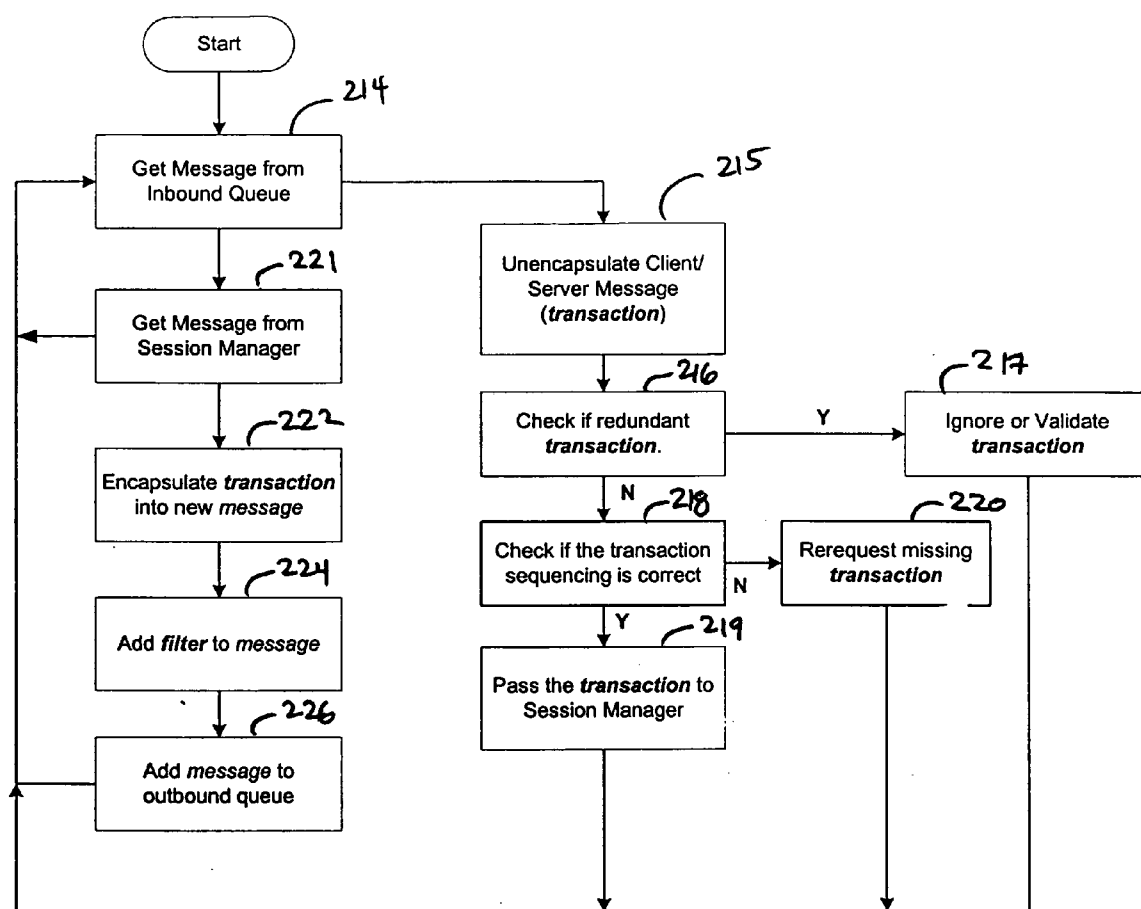 Start
214
Get Message from
Inbound Queue
215
Unencapsulate Client/
Server Message
(transaction)
221
Get Message from
Session Manager
216
Check if redundant
transaction.
Y
217
Ignore or Validate
transaction
222
Encapsulate transaction
into new message
N
218
Check if the transaction
sequencing is correct
N
220
Rerequest missing
transaction
224
Add filter to message
Y
219
Pass the transaction to
Session Manager
226
Add message to
outbound queue